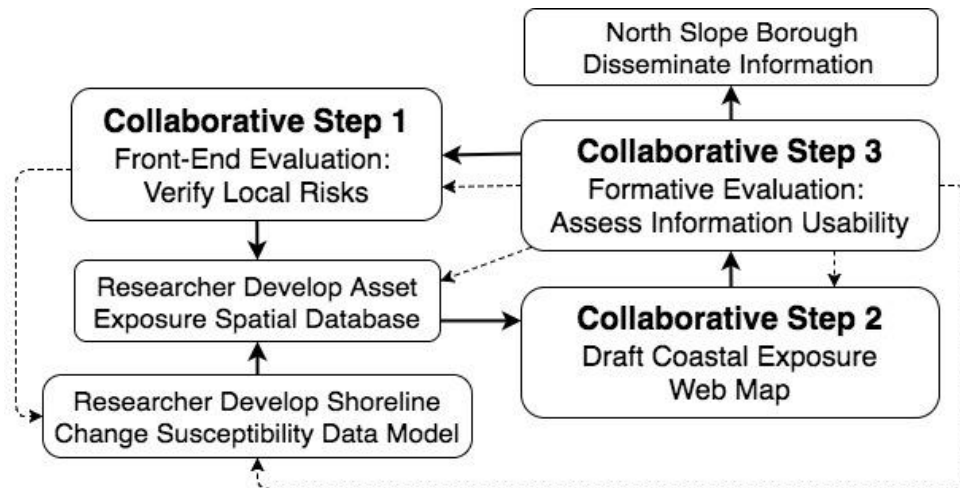 North Slope Borough
Disseminate Information
Collaborative Step 1
Front-End Evaluation:
Verify Local Risks
Collaborative Step 3
Formative Evaluation:
Assess Information Usability
Researcher Develop Asset
Exposure Spatial Database
Collaborative Step 2
Draft Coastal Exposure
Web Map
Researcher Develop Shoreline
Change Susceptibility Data Model